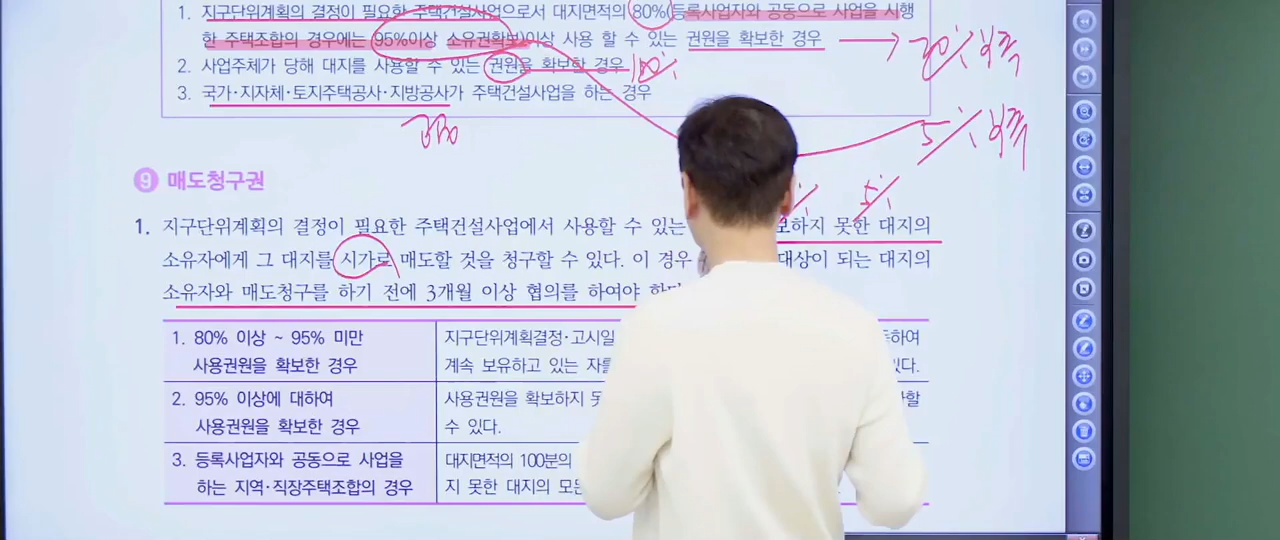 1. 지구단위계획의 결정이 필요한 주택건설사업으로서 대지면적의 80%(등록사업자와 공동으로 사업을 시행
한 주택조합의 경우에는 95%이상 소유권확보)이상 사용 할 수 있는 권원을 확보한 경우
2. 사업주체가 당해 대지를 사용할 수 있는 권원을 확보한 경우 100%
3. 국가·지자체·토지주택공사·지방공사가 주택건설사업을 하는 경우
5%
5%
9 매도청구권
1. 지구단위계획의 결정이 필요한 주택건설사업에서 사용할 수 있는 보하지 못한 대지의
소유자에게 그 대지를 시가로 매도할 것을 청구할 수 있다. 이 경우 대상이 되는 대지의
소유자와 매도청구를 하기 전에 3개월 이상 협의를 하여야 한다
1. 80% 이상 ~ 95% 미만
사용권원을 확보한 경우
지구단위계획결정·고시일 하여
계속 보유하고 있는 자를 있다.
2. 95% 이상에 대하여
사용권원을 확보한 경우
사용권원을 확보하지 못 할
수 있다.
3. 등록사업자와 공동으로 사업을
하는 지역·직장주택조합의 경우
대지면적의 100분의
지 못한 대지의 모든